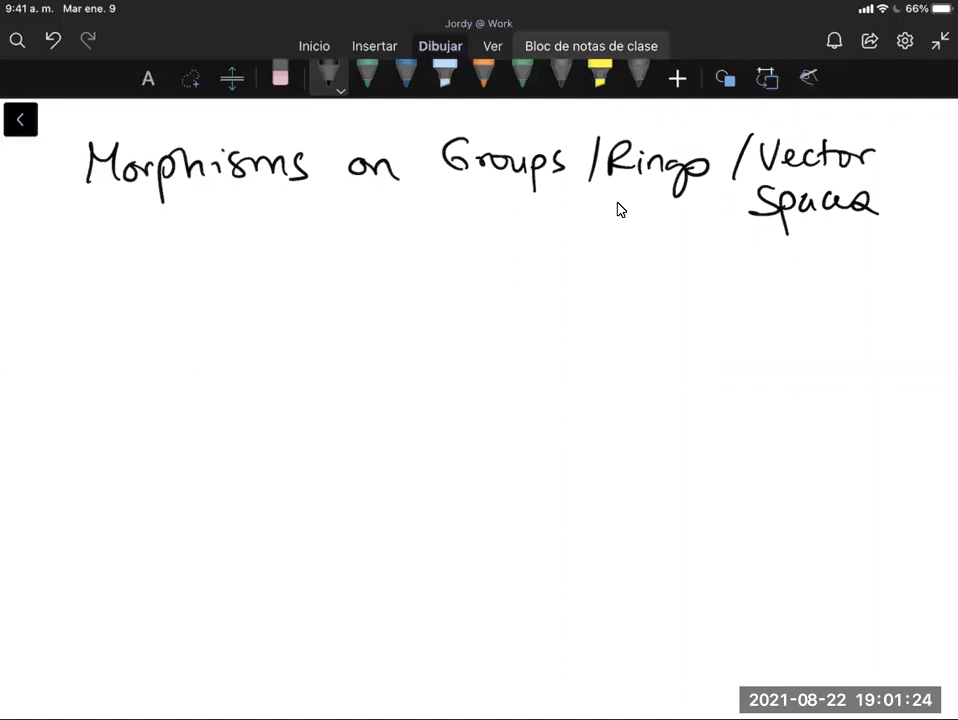 9:41 a. m. Mar ene. 9
66%
Jordy @ Work
Inicio Insertar Dibujar Ver Bloc de notas de clase
A
Morphisms on Groups / Rings / Vector
Spaces
2021-08-22 19:01:24